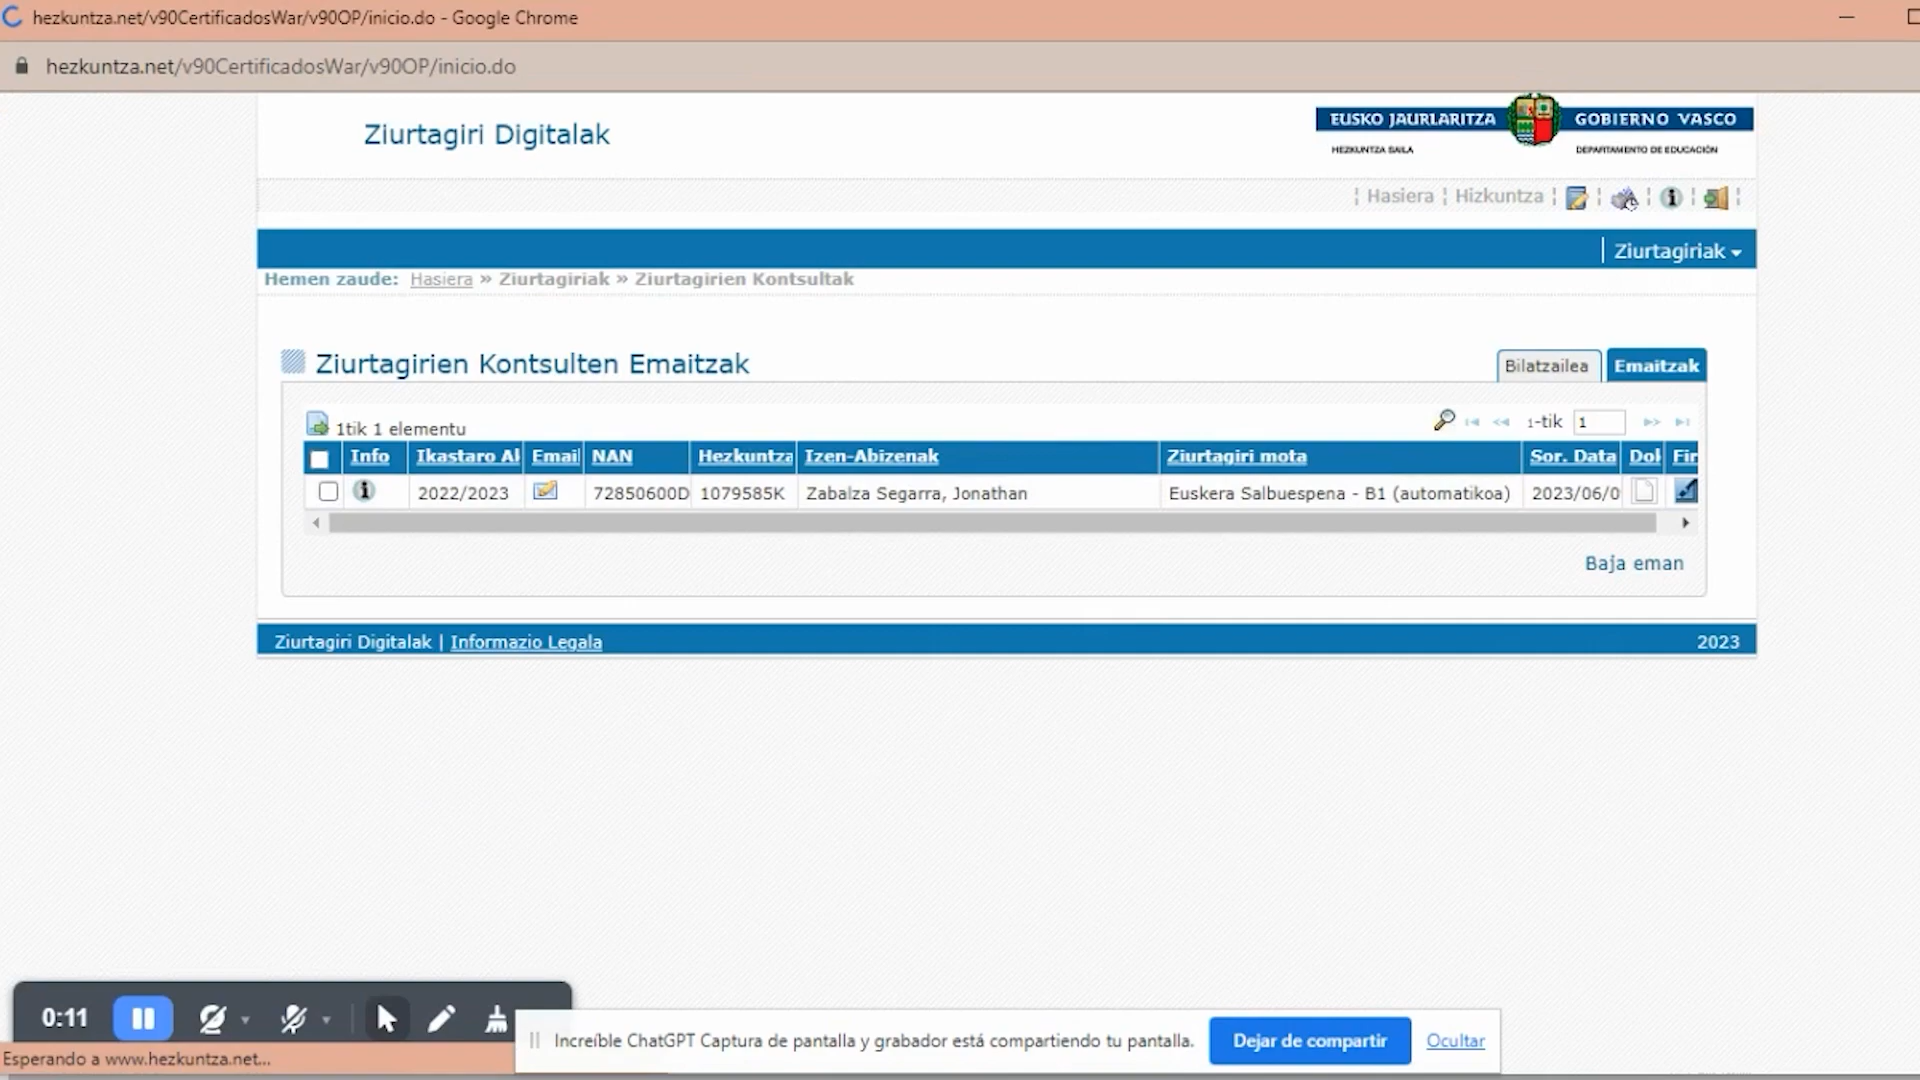 hezkuntza.net/v90CertificadosWar/v90OP/inicio.do - Google Chrome
hezkuntza.net/v90CertificadosWar/v90OP/inicio.do
Ziurtagiri Digitalak
EUSKO JAURLARITZA GOBIERNO VASCO
HEZKUNTZA SAILA DEPARTAMENTO DE EDUCACIÓN
Hasiera Hizkuntza
Ziurtagiriak
Hemen zaude: Hasiera » Ziurtagiriak » Ziurtagirien Kontsultak
Ziurtagirien Kontsulten Emaitzak
Bilatzailea Emaitzak
1tik 1 elementu 1-tik 1
Info Ikastaro Al Email NAN Hezkuntza Izen-Abizenak Ziurtagiri mota Sor. Data Dok Fir
2022/2023 72850600D 1079585K Zabalza Segarra, Jonathan Euskera Salbuespena - B1 (automatikoa) 2023/06/0
Baja eman
Ziurtagiri Digitalak | Informazio Legala 2023
0:11
Increíble ChatGPT Captura de pantalla y grabador está compartiendo tu pantalla. Dejar de compartir Ocultar
Esperando a www.hezkuntza.net...